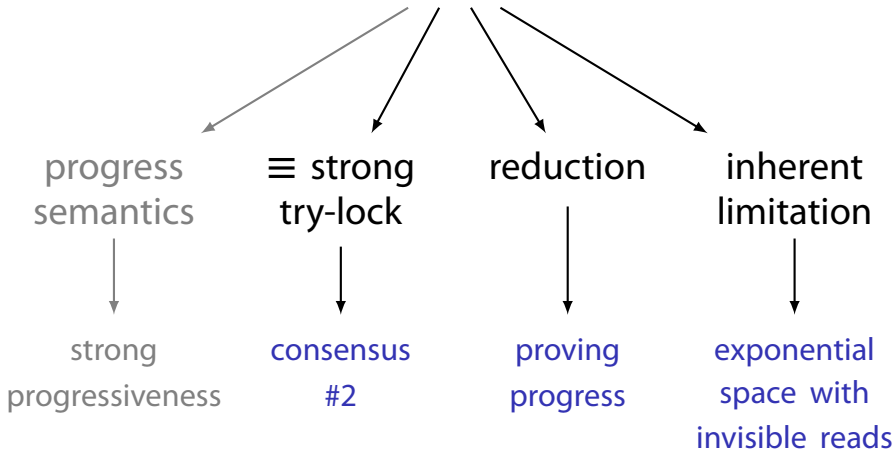 progress
semantics
≡ strong
try-lock
reduction
inherent
limitation
strong
progressiveness
consensus
#2
proving
progress
exponential
space with
invisible reads